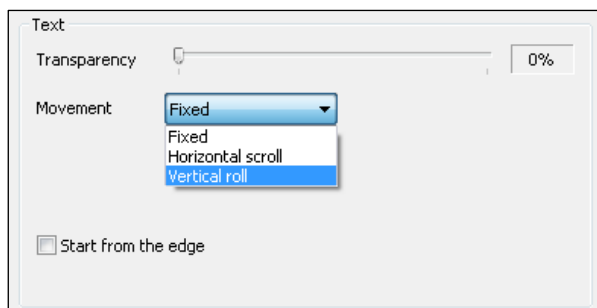 Text
Transparency 0%
Movement Fixed
Fixed
Horizontal scroll
Vertical roll
Start from the edge